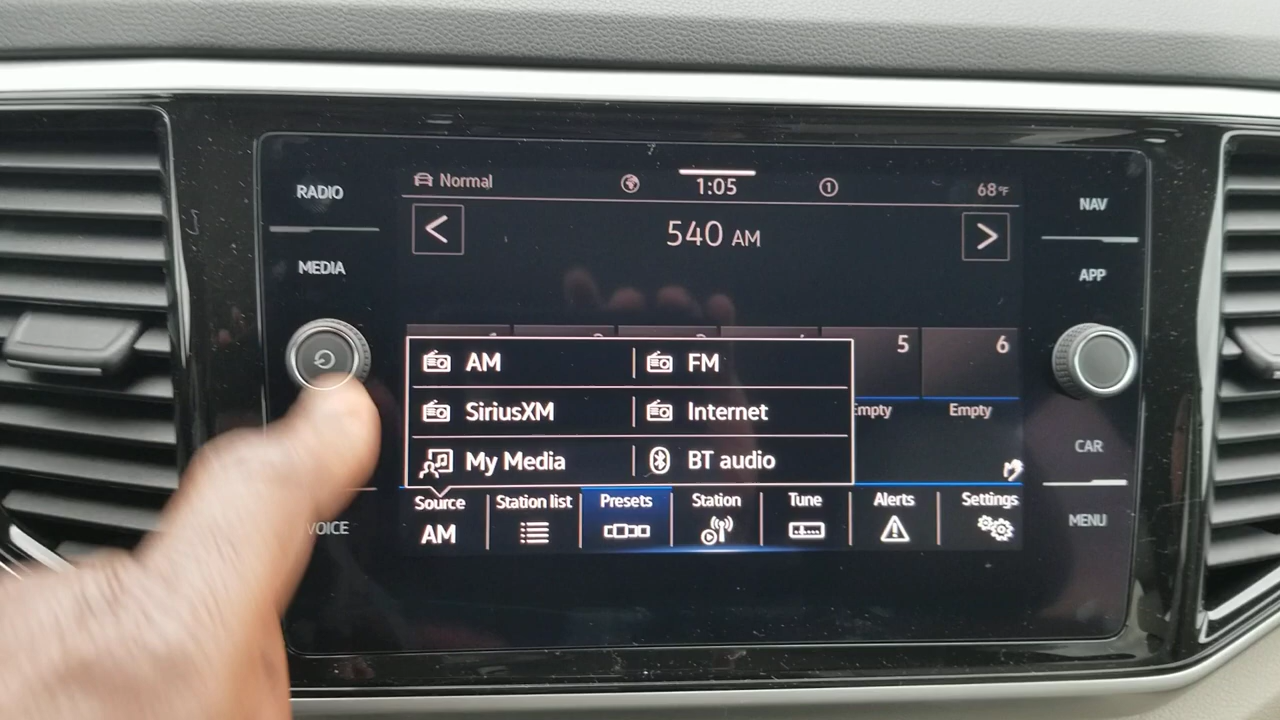 RADIO
MEDIA
VOICE
Normal
1:05
1
68°F
540 AM
5
6
AM
FM
SiriusXM
Internet
My Media
BT audio
Empty
Empty
Source
AM
Station list
Presets
Station
Tune
Alerts
Settings
NAV
APP
CAR
MENU